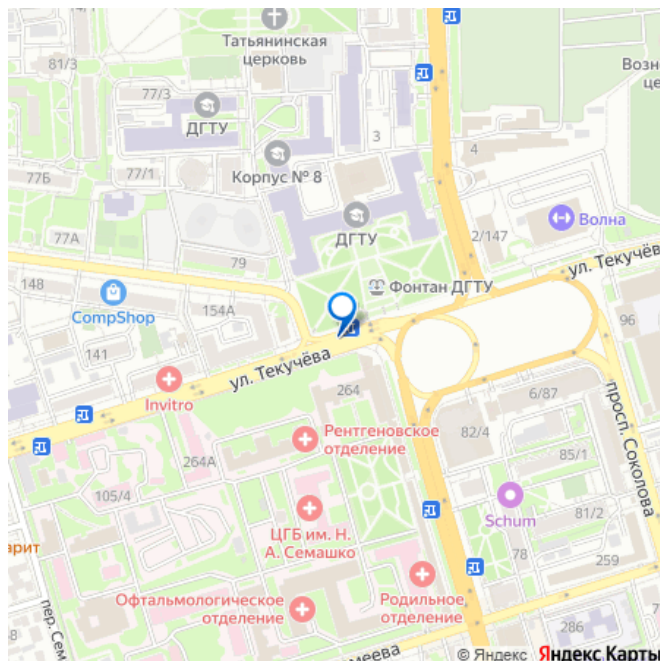 14/1
Татьянинская
церковь
81/3
77/3
ДГТУ
3
Корпус № 8
4
77Б
77/1
ДГТУ
2/147
Волна
77А
79
ул. Текучёва
148
Фонтан ДГТУ
CompShop
154А
96
141
ул. Текучёва
Invitro
264
6/87
просп. Соколова
Рентгеновское
отделение
82/4
264А
85/1
105/4
Schum
81/2
ЦГБ им. Н.
А. Семашко
78
259
Родильное
отделение
Офтальмологическое
отделение
286
© Яндекс Яндекс Карты